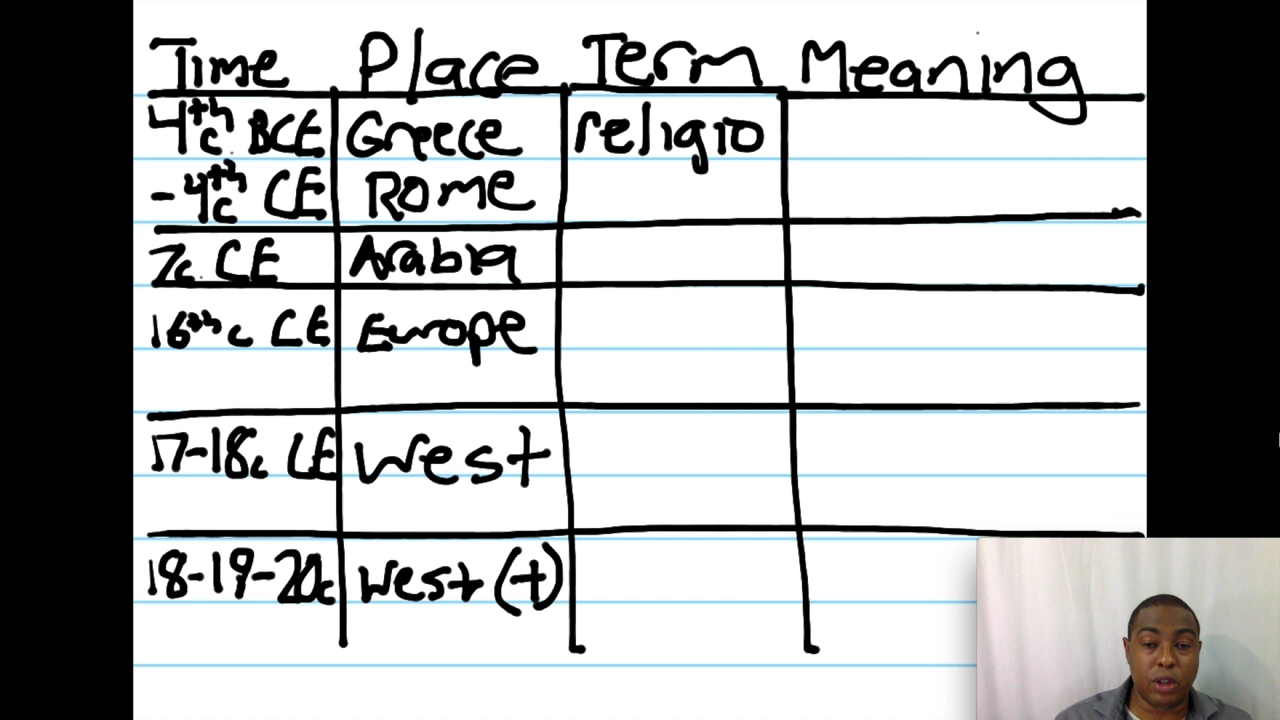 Time Place Term Meaning
4th c BCE Greece religio
- 4th c CE Rome
7c CE Arabia
16th c CE Europe
17-18c CE West
18-19-20c West (+)